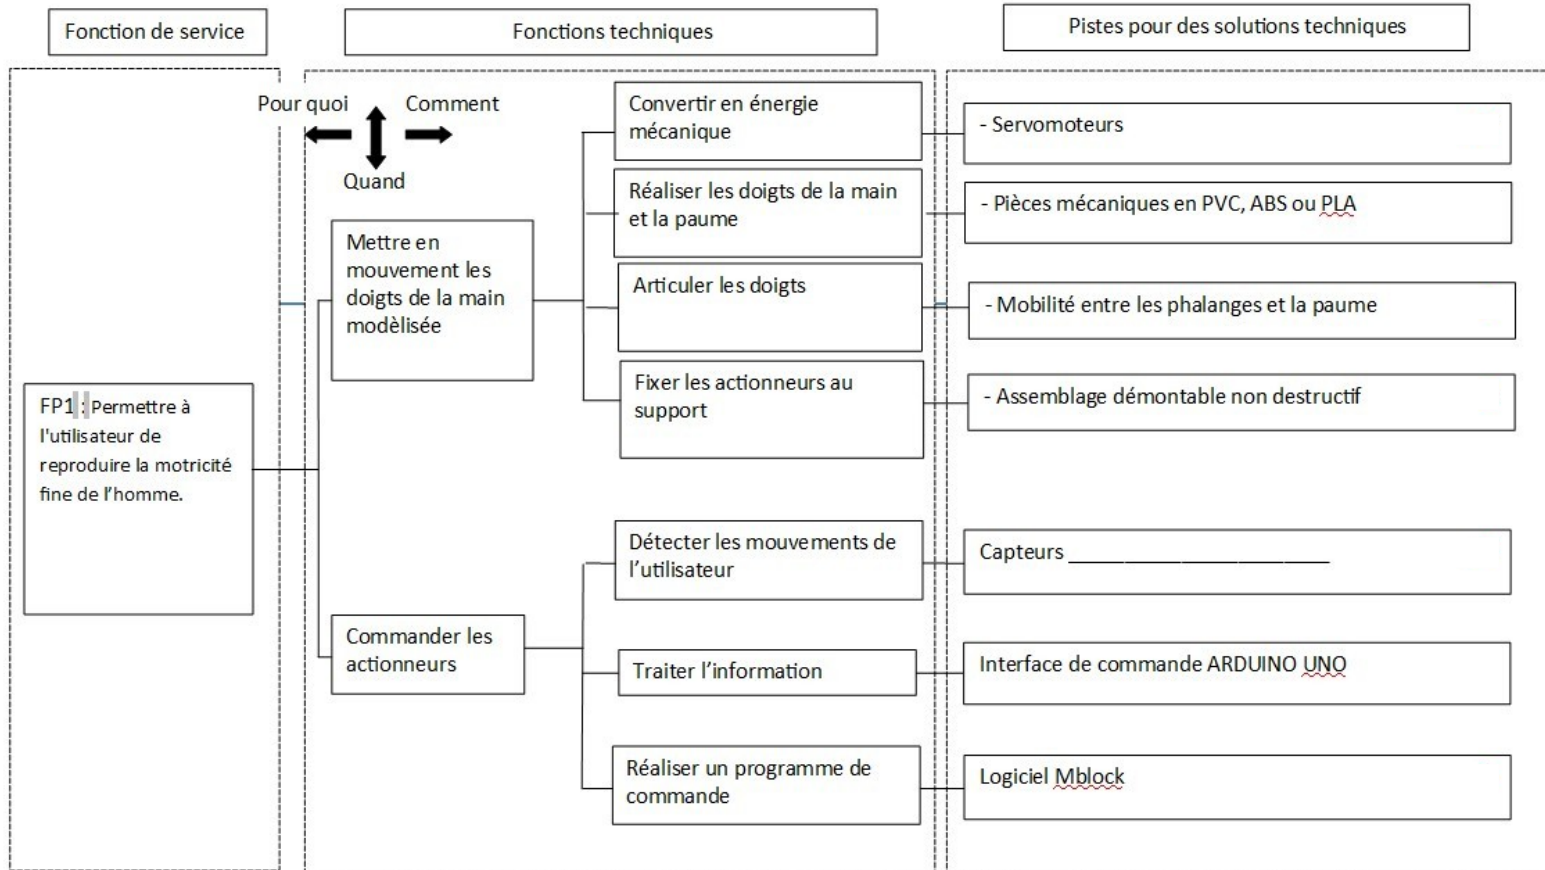 Fonction de service
Fonctions techniques
Pistes pour des solutions techniques
Pour quoi
Comment
Quand
FP1 : Permettre à
l'utilisateur de
reproduire la motricité
fine de l'homme.
Mettre en
mouvement les
doigts de la main
modèlisée
Convertir en énergie
mécanique
- Servomoteurs
Réaliser les doigts de la main
et la paume
- Pièces mécaniques en PVC, ABS ou PLA
Articuler les doigts
- Mobilité entre les phalanges et la paume
Fixer les actionneurs au
support
- Assemblage démontable non destructif
Commander les
actionneurs
Détecter les mouvements de
l'utilisateur
Capteurs ______________________
Traiter l'information
Interface de commande ARDUINO UNO
Réaliser un programme de
commande
Logiciel Mblock